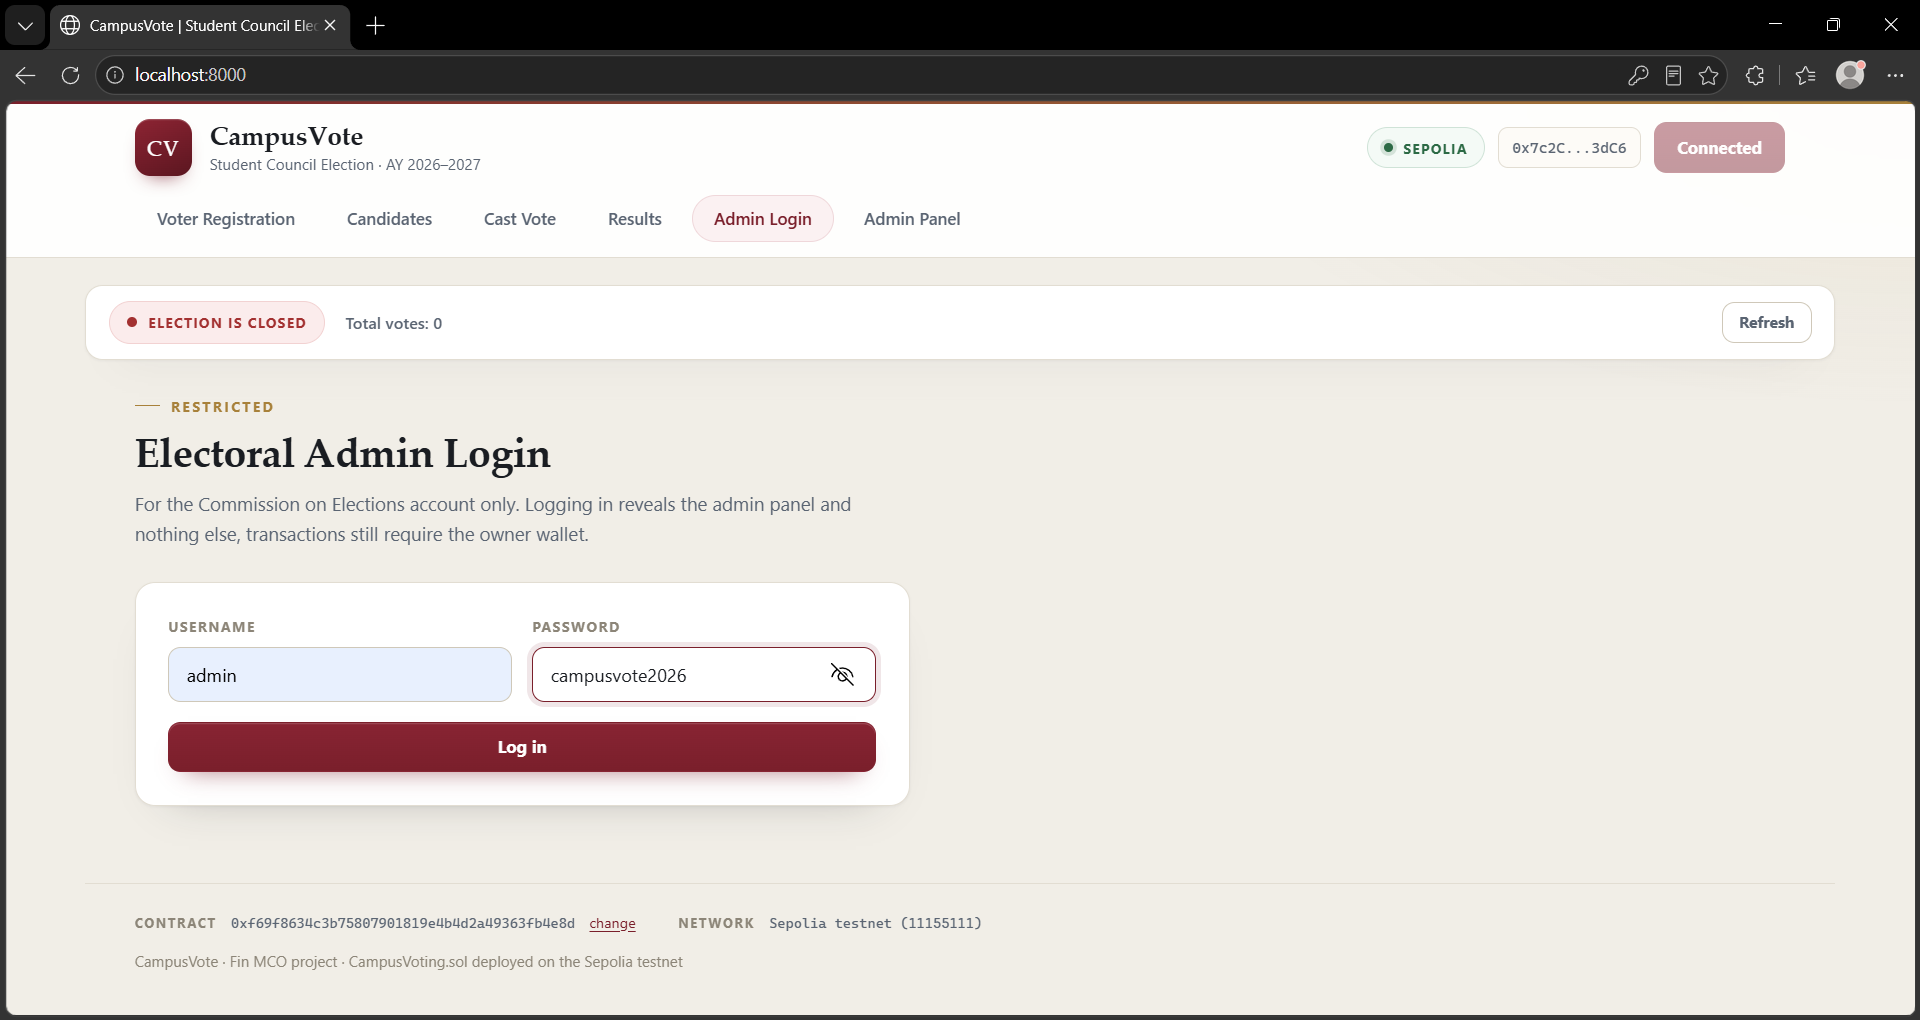 CampusVote | Student Council Elec
localhost:8000
CV
CampusVote
Student Council Election · AY 2026–2027
SEPOLIA
0x7c2C...3dC6
Connected
Voter Registration
Candidates
Cast Vote
Results
Admin Login
Admin Panel
ELECTION IS CLOSED
Total votes: 0
Refresh
RESTRICTED
Electoral Admin Login
For the Commission on Elections account only. Logging in reveals the admin panel and
nothing else, transactions still require the owner wallet.
USERNAME
PASSWORD
admin
campusvote2026
Log in
CONTRACT 0xf69f8634c3b75807901819e4b4d2a49363fb4e8d change
NETWORK Sepolia testnet (11155111)
CampusVote · Fin MCO project · CampusVoting.sol deployed on the Sepolia testnet